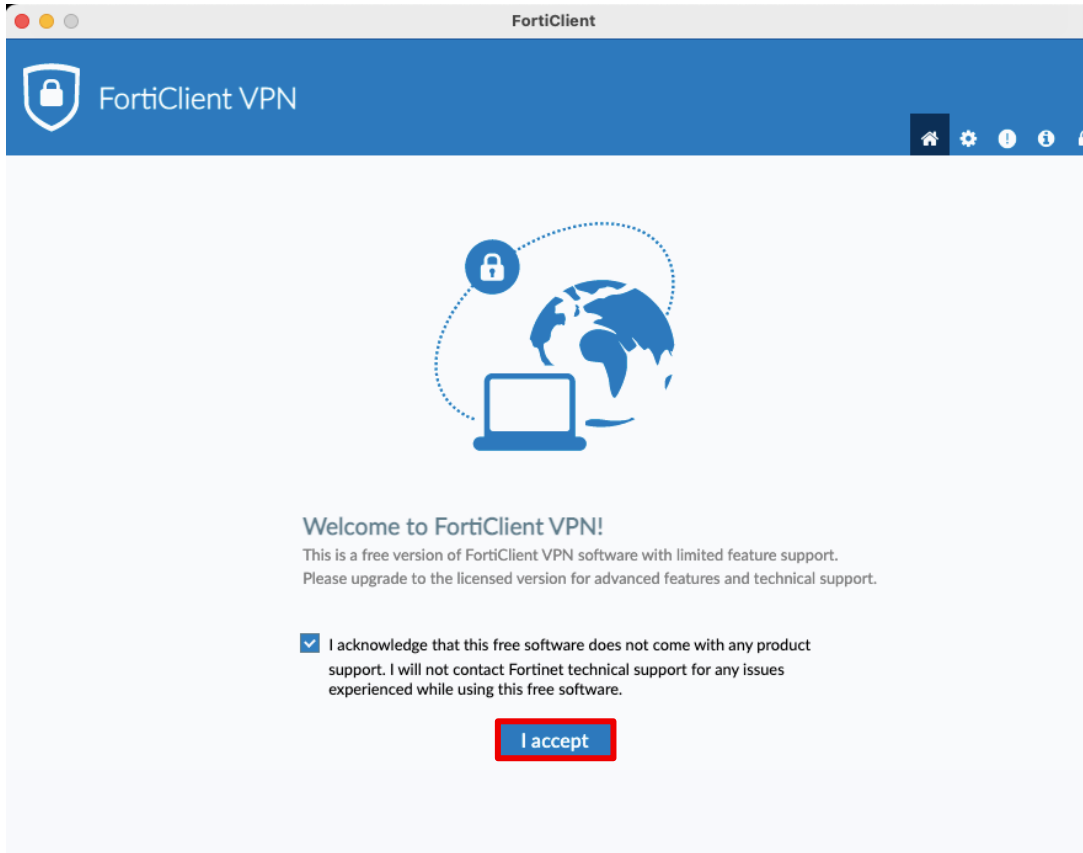 FortiClient
FortiClient VPN
Welcome to FortiClient VPN!
This is a free version of FortiClient VPN software with limited feature support.
Please upgrade to the licensed version for advanced features and technical support.
I acknowledge that this free software does not come with any product
support. I will not contact Fortinet technical support for any issues
experienced while using this free software.
I accept